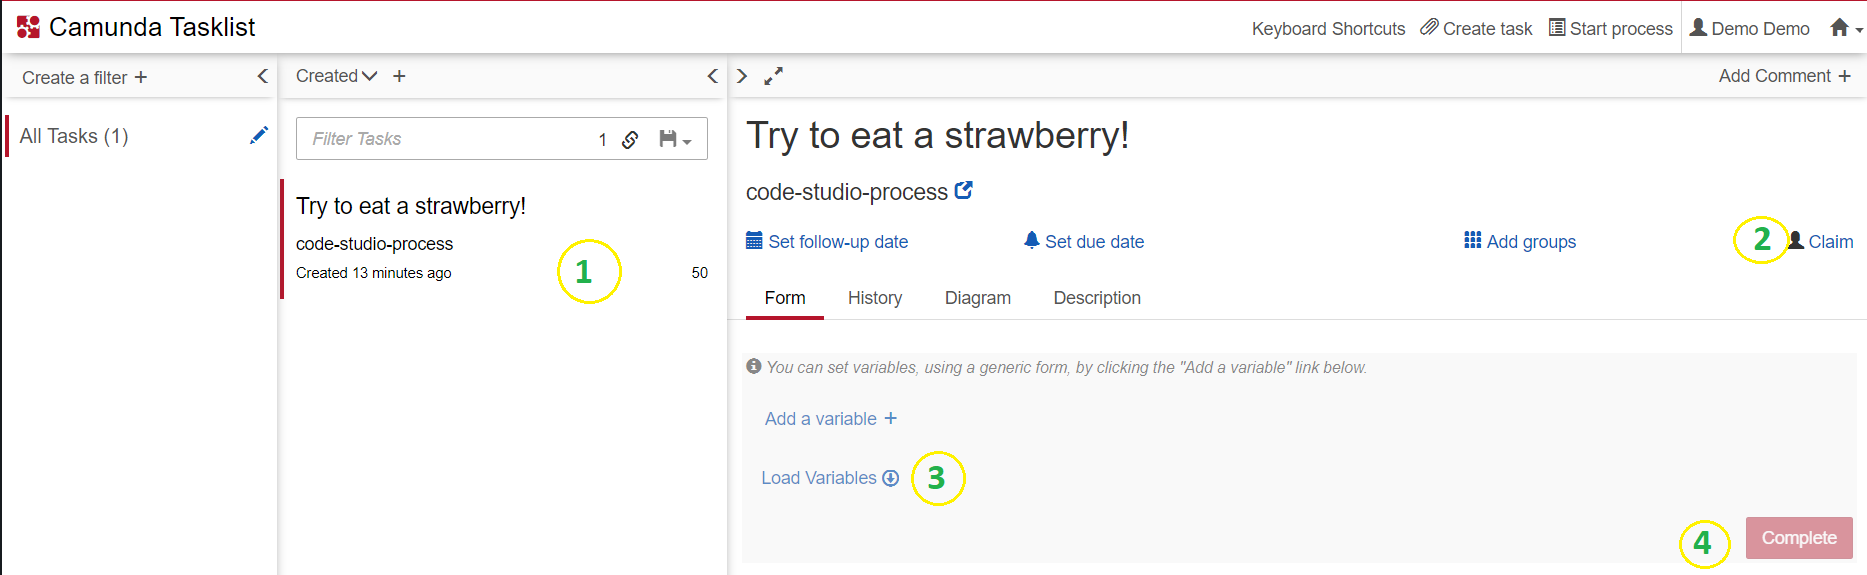 Camunda Tasklist
Keyboard Shortcuts Create task Start process Demo Demo
Create a filter +
Created +
Add Comment +
All Tasks (1)
Filter Tasks 1
Try to eat a strawberry!
code-studio-process
Created 13 minutes ago 50
1
Try to eat a strawberry!
code-studio-process
Set follow-up date Set due date Add groups 2 Claim
Form History Diagram Description
You can set variables, using a generic form, by clicking the "Add a variable" link below.
Add a variable +
Load Variables 3
4 Complete